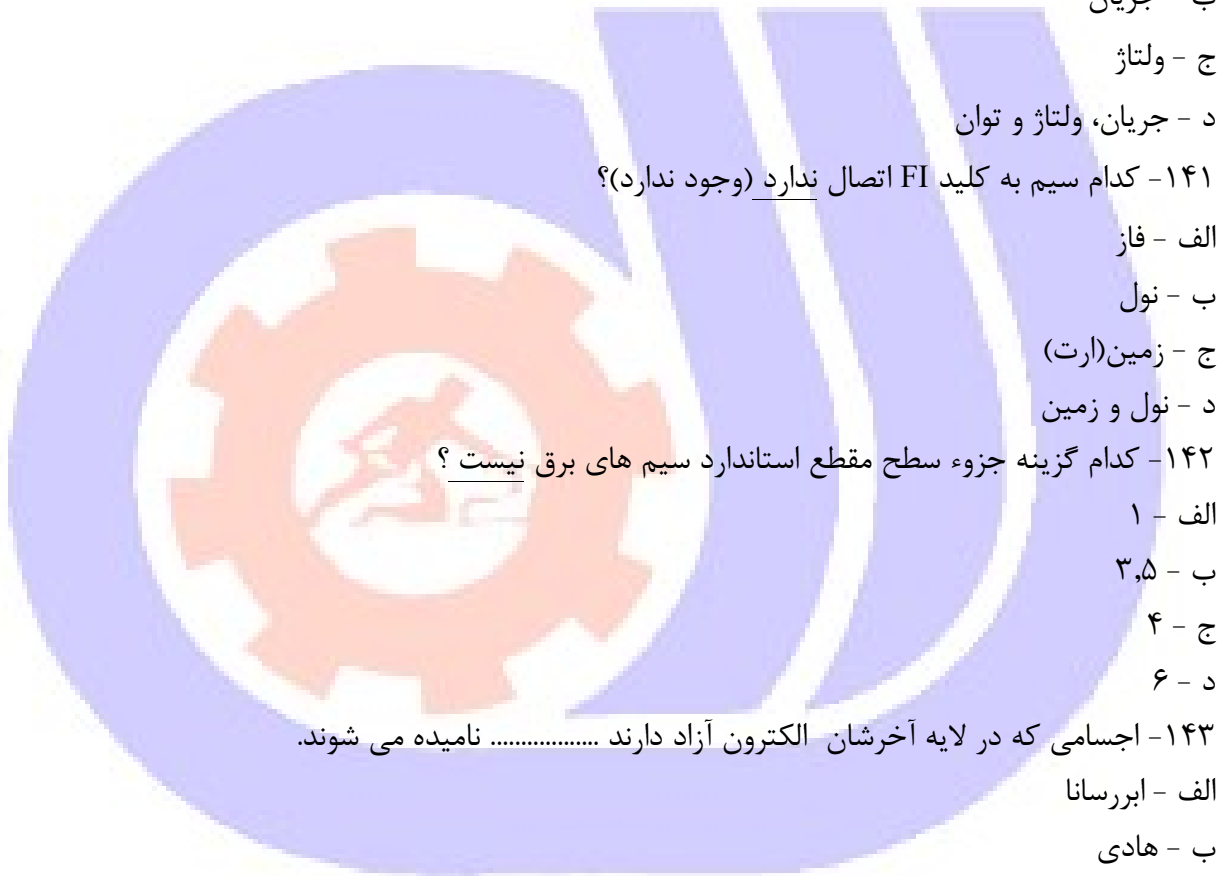 ب - جریان
ج - ولتاژ
د - جریان، ولتاژ و توان
۱۴۱- کدام سیم به کلید FI اتصال ندارد (وجود ندارد)؟
الف - فاز
ب - نول
ج - زمین(ارت)
د - نول و زمین
۱۴۲- کدام گزینه جزوء سطح مقطع استاندارد سیم های برق نیست ؟
الف - ۱
ب - ۳,۵
ج - ۴
د - ۶
۱۴۳- اجسامی که در لایه آخرشان الکترون آزاد دارند .................. نامیده می شوند.
الف - ابررسانا
ب - هادی